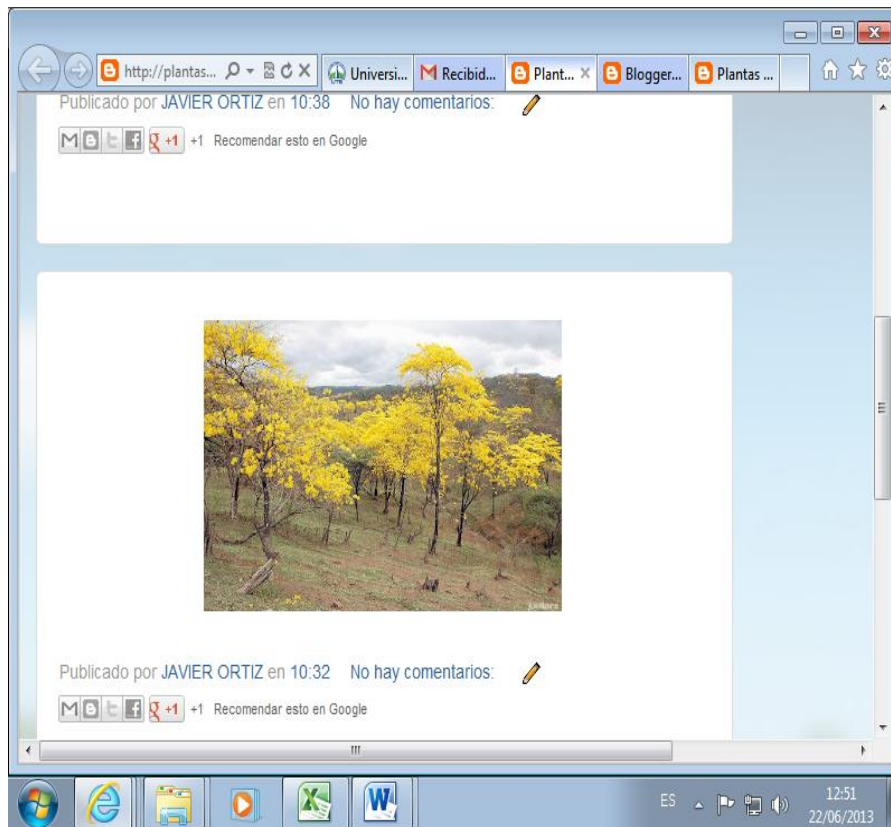 http://plantas...
Universi...
Recibid...
Plant...
Blogger...
Plantas ...
Publicado por JAVIER ORTIZ en 10:38 No hay comentarios:
+1 +1 Recomendar esto en Google
Publicado por JAVIER ORTIZ en 10:32 No hay comentarios:
+1 +1 Recomendar esto en Google
ES
12:51
22/06/2013